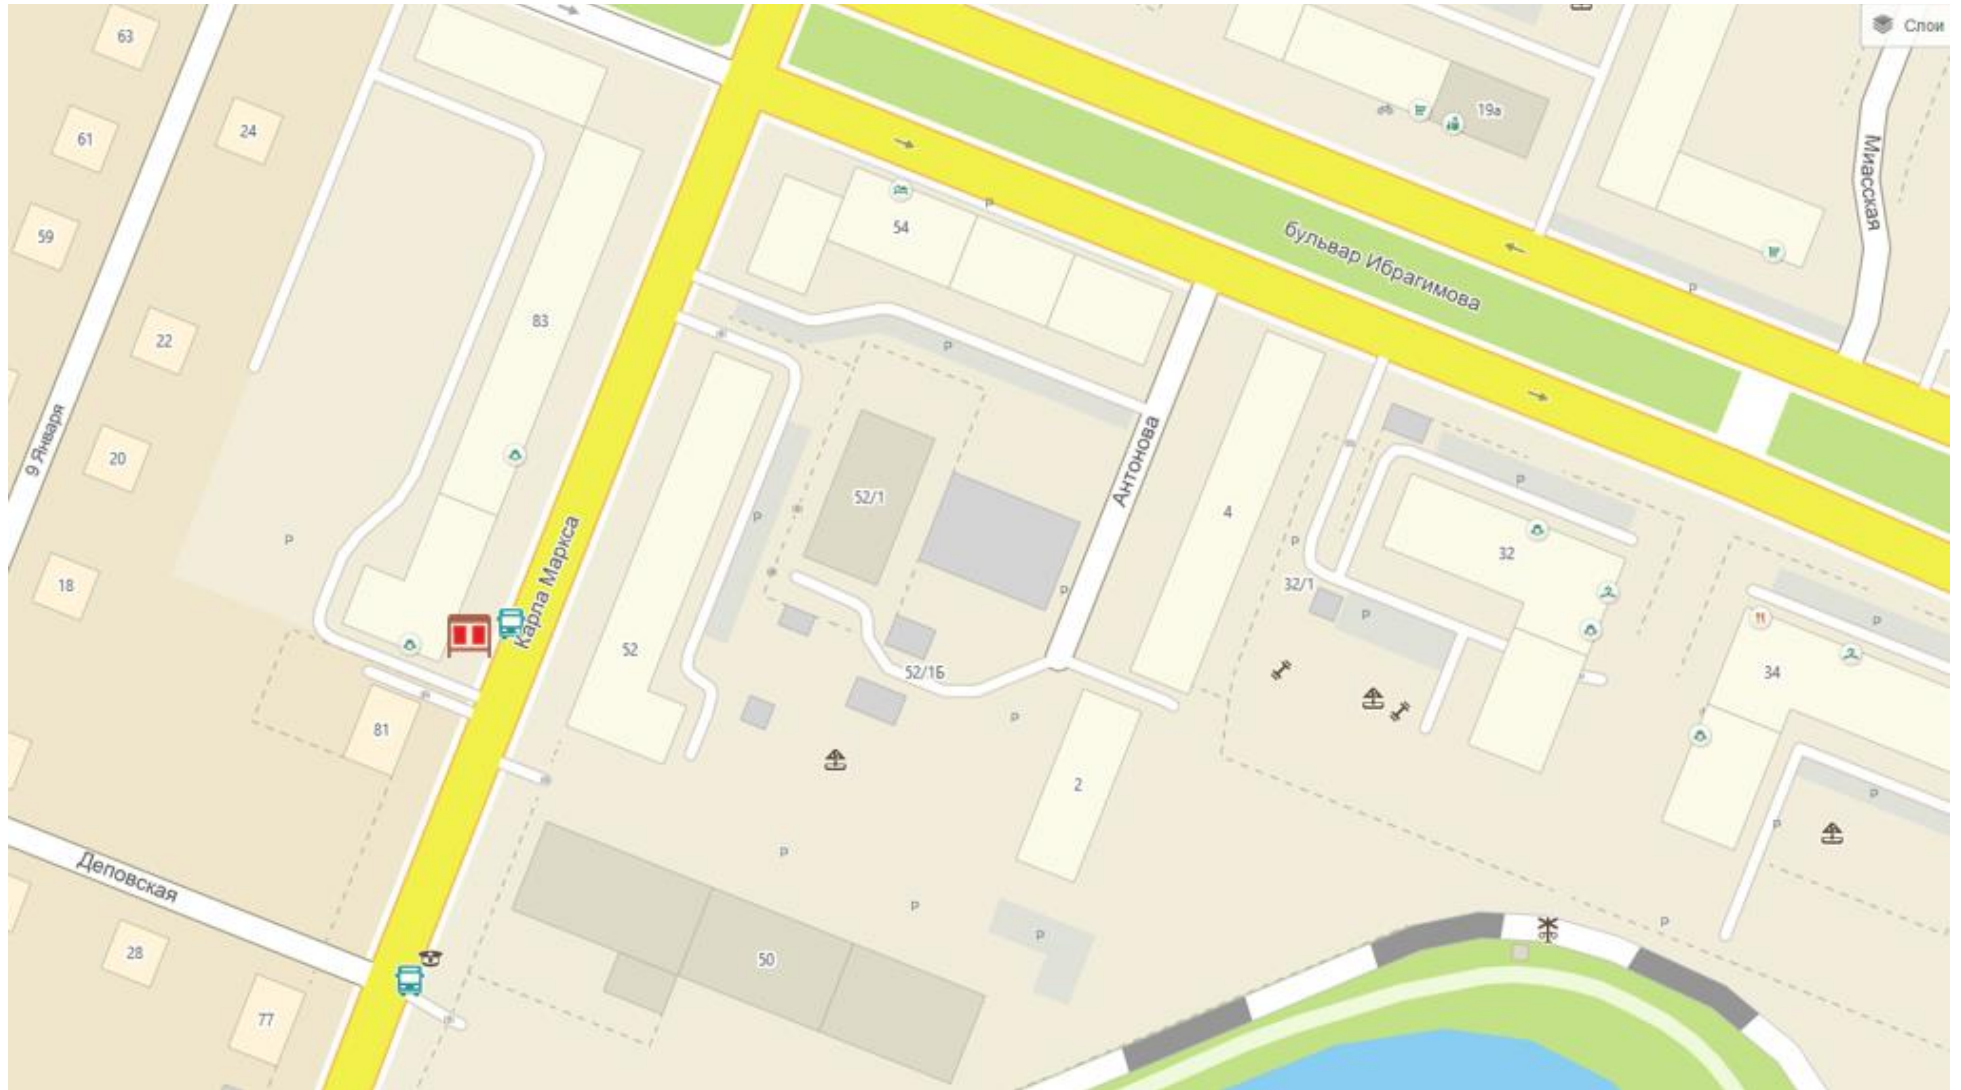 63
Слои
24
19а
61
Миасская
59
54
бульвар Ибрагимова
83
22
P
P
P
9 Января
20
Антонова
52/1
P
4
P
P
32
P
18
Карла Маркса
32/1
P
P
P
52
52/1Б
34
81
P
2
P
P
P
Деповская
P
P
P
28
50
77